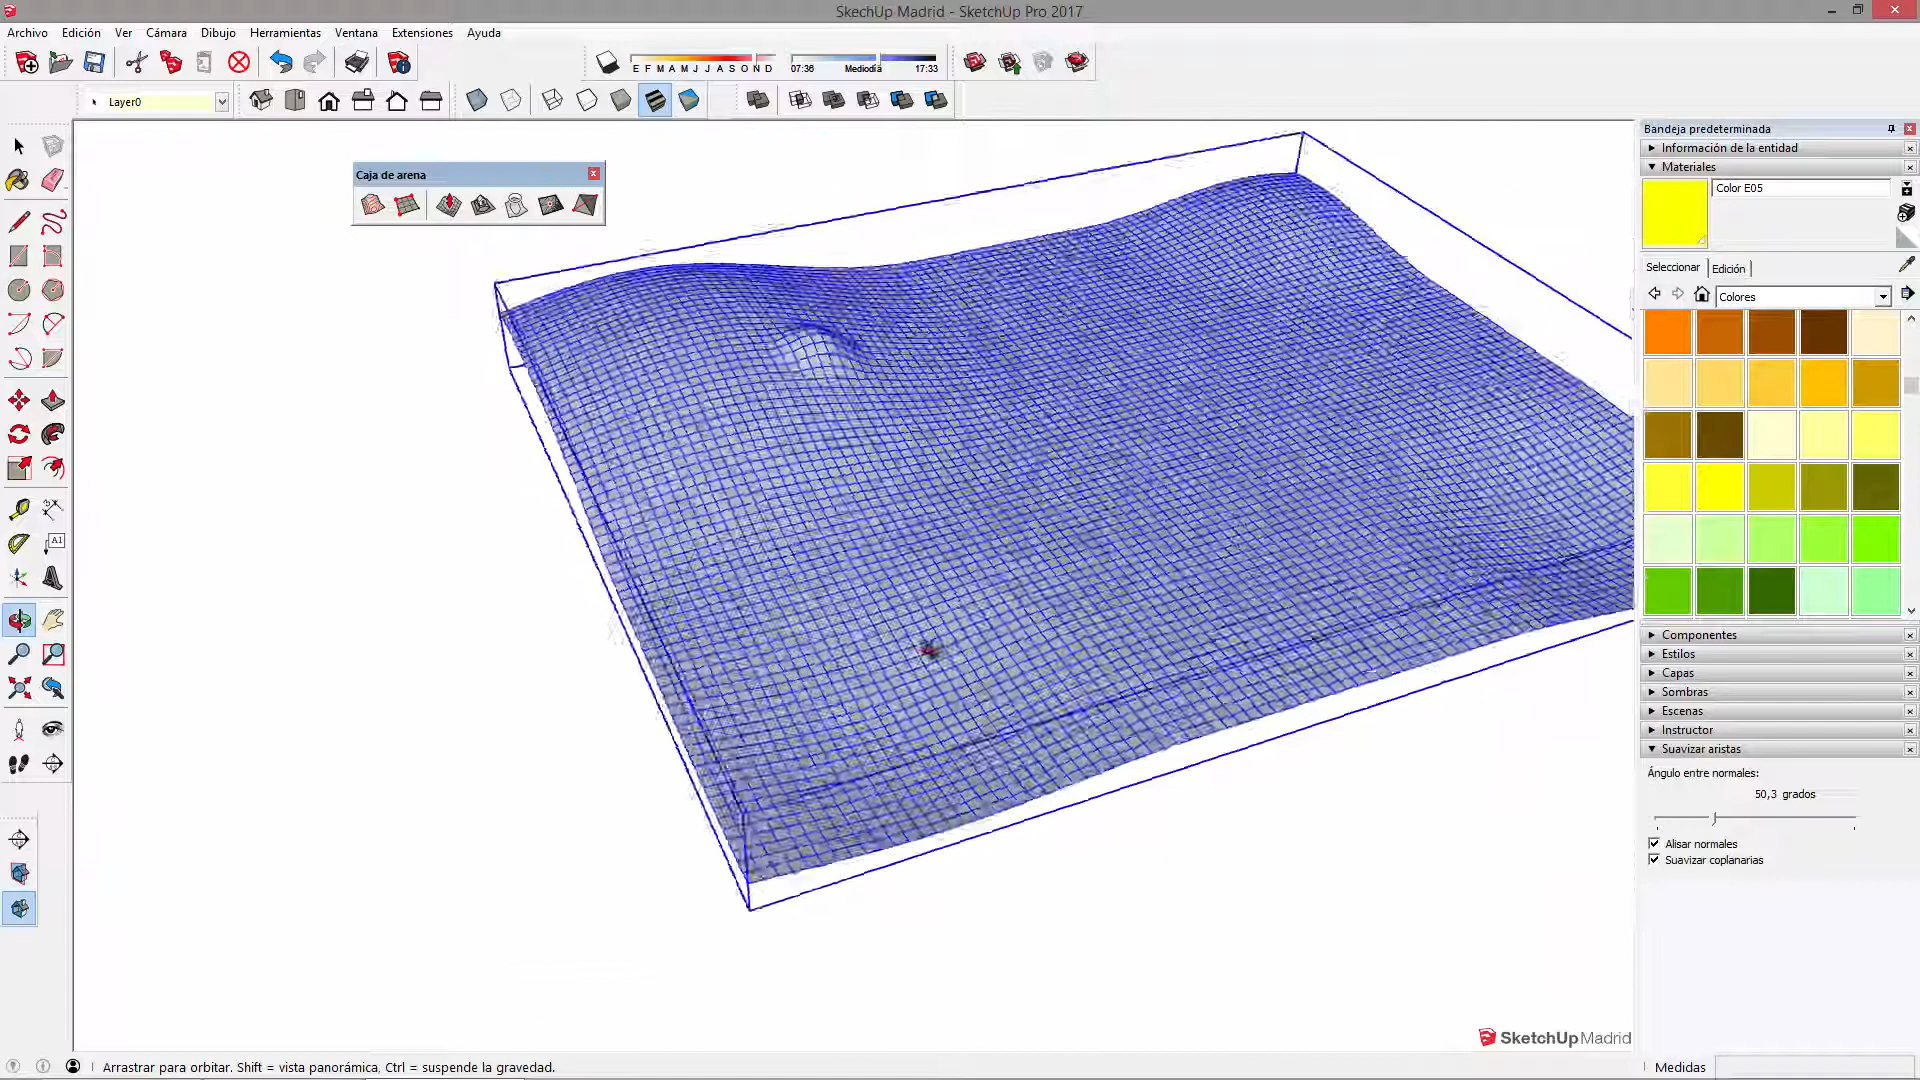 SkechUp Madrid - SketchUp Pro 2017
Archivo Edición Ver Cámara Dibujo Herramientas Ventana Extensiones Ayuda
E F M A M J J A S O N D
07:36 Mediodía 17:33
Layer0
Caja de arena
Bandeja predeterminada
Información de la entidad
Materiales
Color E05
Seleccionar Edición
Colores
Componentes
Estilos
Capas
Sombras
Escenas
Instructor
Suavizar aristas
Ángulo entre normales:
50,3 grados
Alisar normales
Suavizar coplanarias
SketchUp Madrid
Arrastrar para orbitar. Shift = vista panorámica, Ctrl = suspende la gravedad.
Medidas